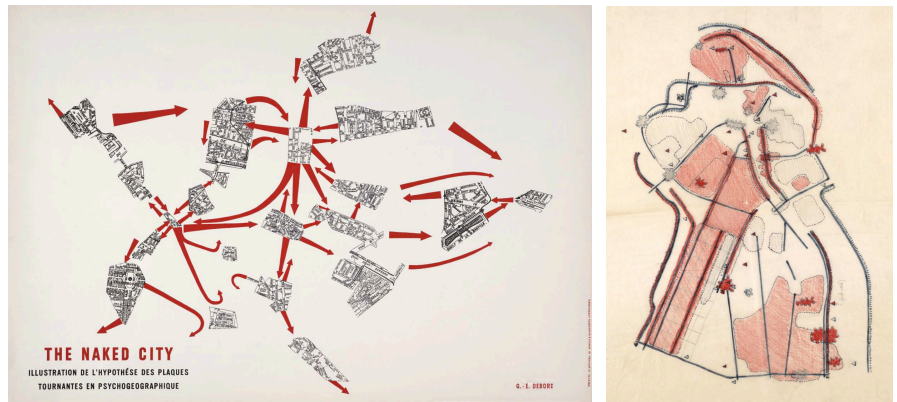 THE NAKED CITY
ILLUSTRATION DE L'HYPOTHÈSE DES PLAQUES
TOURNANTES EN PSYCHOGEOGRAPHIQUE
G.-E. DEBORD